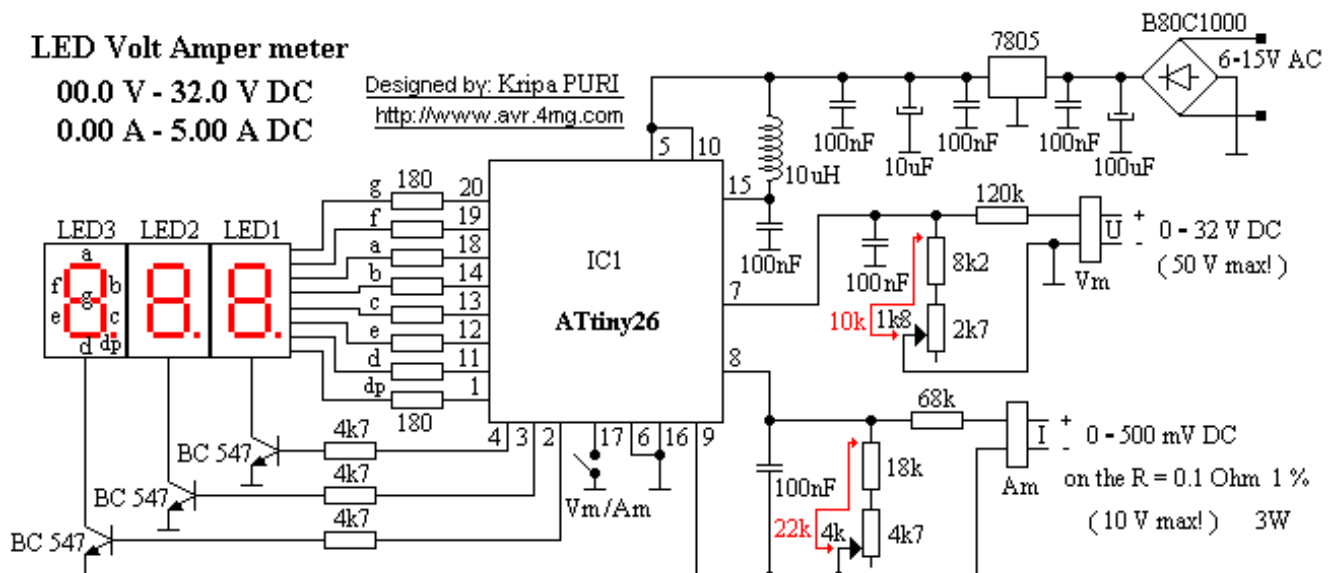 LED Volt Amper meter
00.0 V - 32.0 V DC
0.00 A - 5.00 A DC
Designed by: Kripa PURI
http://www.avr.4mg.com
B80C1000
7805
6-15V AC
100nF
10uF
100nF
100nF
100uF
5
10
10uH
15
100nF
g
180
20
f
19
a
18
b
14
c
13
e
12
d
11
dp
1
180
LED3
LED2
LED1
a
f
b
g
e
c
d
dp
IC1
ATtiny26
7
8
120k
100nF
8k2
10k
1k8
2k7
U
+
-
Vm
0 - 32 V DC
( 50 V max! )
68k
I
+
-
Am
0 - 500 mV DC
on the R = 0.1 Ohm 1 %
( 10 V max! ) 3W
100nF
18k
22k
4k
4k7
4
3
2
17
6
16
9
Vm/Am
BC 547
4k7
BC 547
4k7
BC 547
4k7